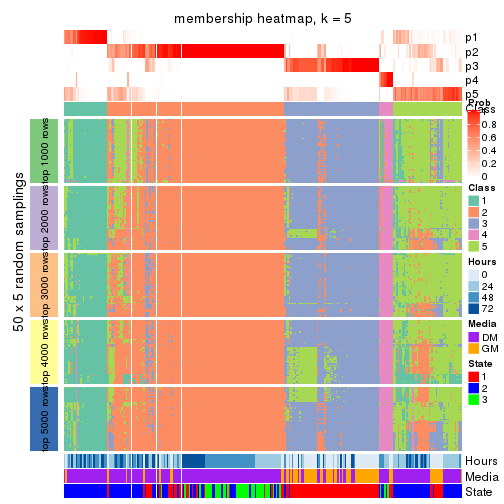 membership heatmap, k = 5
p1
p2
p3
p4
p5
Class
Prob
1
0.8
0.6
0.4
0.2
0
Class
1
2
3
4
5
Hours
0
24
48
72
Media
DM
GM
State
1
2
3
50 x 5 random samplings
top 1000 rows
top 2000 rows
top 3000 rows
top 4000 rows
top 5000 rows
Hours
Media
State